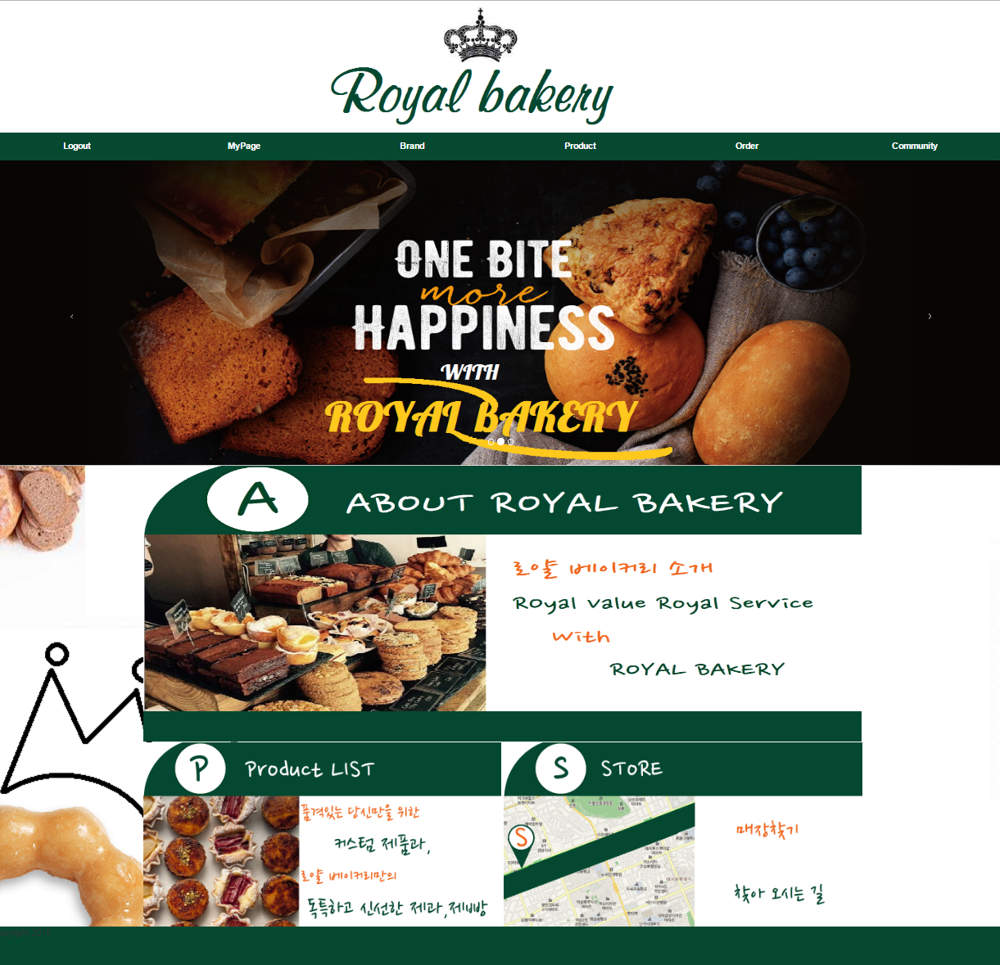 Royal bakery
Logout MyPage Brand Product Order Community
ONE BITE
more
HAPPINESS
WITH
ROYAL BAKERY
A ABOUT ROYAL BAKERY
로얄 베이커리 소개
Royal value Royal Service
with
ROYAL BAKERY
P Product LIST
품격있는 당신만을 위한
커스텀 제품과,
로얄 베이커리만의
독특하고 신선한 제과,제빵
S STORE
S
매장찾기
찾아 오시는 길